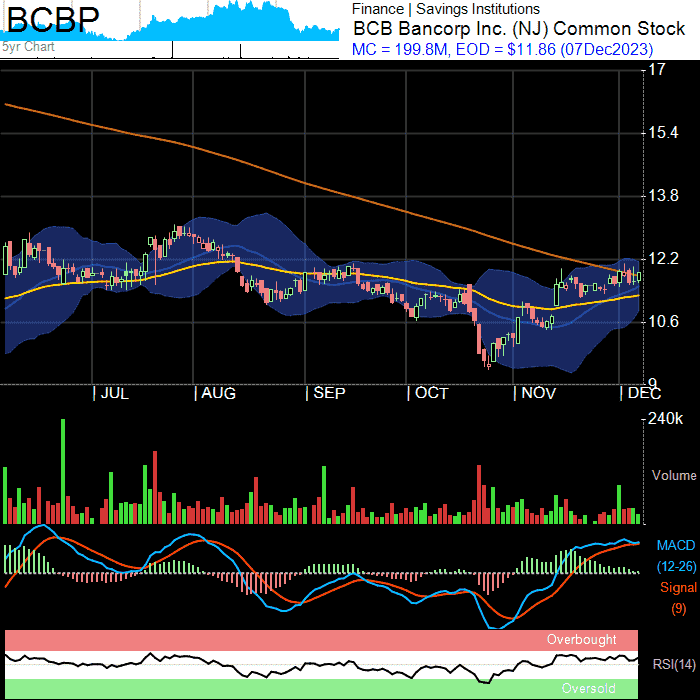 BCBP
5yr Chart
Finance | Savings Institutions
BCB Bancorp Inc. (NJ) Common Stock
MC = 199.8M, EOD = $11.86 (07Dec2023)
17
15.4
13.8
12.2
10.6
9
| JUL | AUG | SEP | OCT | NOV | DEC
240k
Volume
MACD
(12-26)
Signal
(9)
Overbought
RSI(14)
Oversold